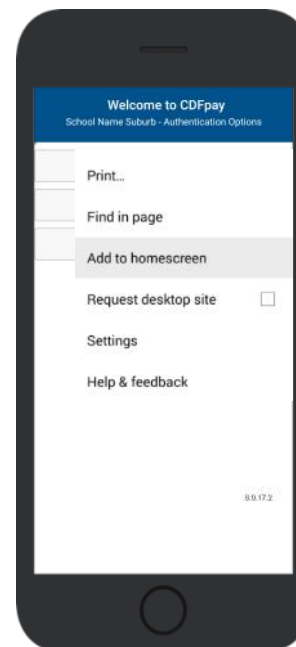 Welcome to CDFpay
School Name Suburb - Authentication Options
Print...
Find in page
Add to homescreen
Request desktop site
Settings
Help & feedback
8.9.17.2